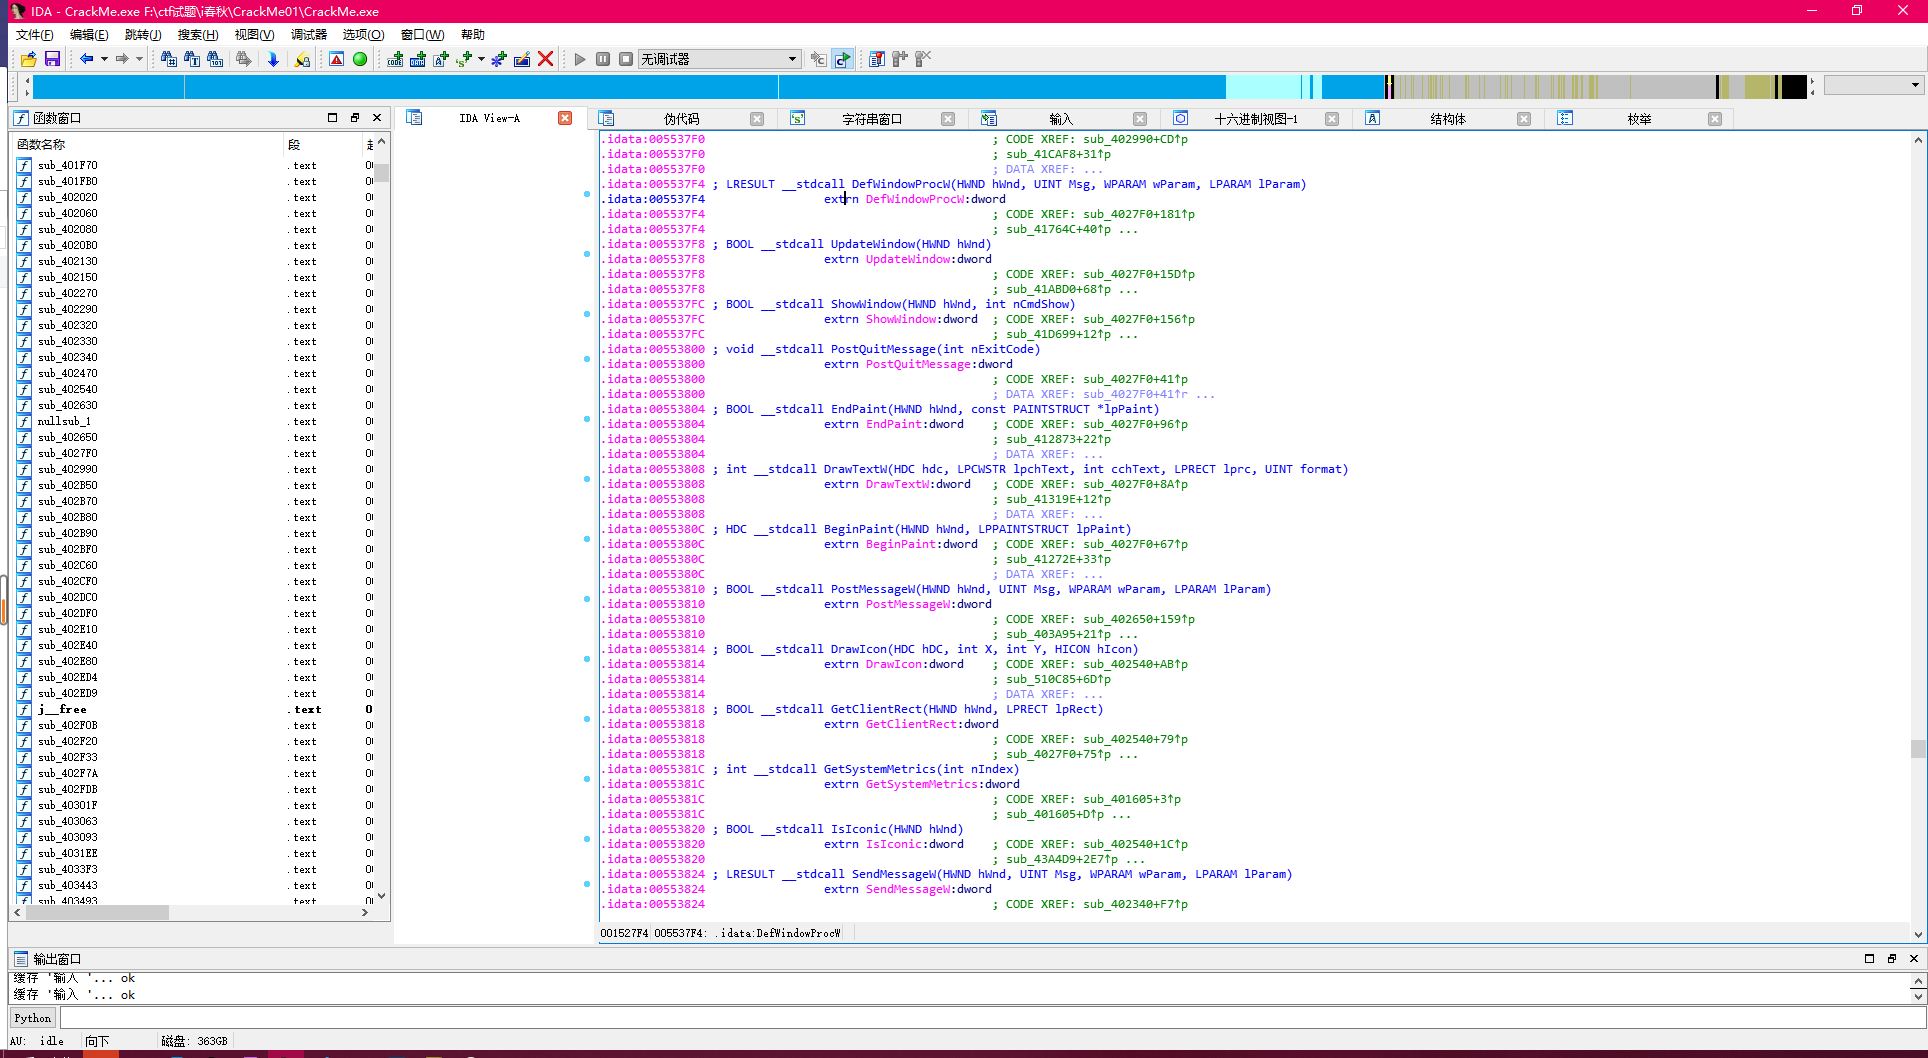 IDA - CrackMe.exe F:\ctf试题\i春秋\CrackMe01\CrackMe.exe
文件(F) 编辑(E) 跳转(J) 搜索(H) 视图(V) 调试器 选项(O) 窗口(W) 帮助
无调试器
函数窗口
函数名称 段
sub_401F70 .text
sub_401FB0 .text
sub_402020 .text
sub_402060 .text
sub_402080 .text
sub_4020B0 .text
sub_402130 .text
sub_402150 .text
sub_402270 .text
sub_402290 .text
sub_402320 .text
sub_402330 .text
sub_402340 .text
sub_402470 .text
sub_402540 .text
sub_402630 .text
nullsub_1 .text
sub_402650 .text
sub_4027F0 .text
sub_402990 .text
sub_402B50 .text
sub_402B70 .text
sub_402B80 .text
sub_402B90 .text
sub_402BF0 .text
sub_402C60 .text
sub_402CF0 .text
sub_402DC0 .text
sub_402DF0 .text
sub_402E10 .text
sub_402E40 .text
sub_402E80 .text
sub_402ED4 .text
sub_402ED9 .text
j__free .text
sub_402F0B .text
sub_402F20 .text
sub_402F33 .text
sub_402F7A .text
sub_402FDB .text
sub_40301F .text
sub_403063 .text
sub_403093 .text
sub_4031EE .text
sub_4033F3 .text
sub_403443 .text
sub_403493 .text
IDA View-A 伪代码 字符串窗口 输入 十六进制视图-1 结构体 枚举
.idata:005537F0 ; CODE XREF: sub_402990+CD↑p
.idata:005537F0 ; sub_41CAF8+31↑p
.idata:005537F0 ; DATA XREF: ...
.idata:005537F4 ; LRESULT __stdcall DefWindowProcW(HWND hWnd, UINT Msg, WPARAM wParam, LPARAM lParam)
.idata:005537F4 extrn DefWindowProcW:dword
.idata:005537F4 ; CODE XREF: sub_4027F0+181↑p
.idata:005537F4 ; sub_41764C+40↑p ...
.idata:005537F8 ; BOOL __stdcall UpdateWindow(HWND hWnd)
.idata:005537F8 extrn UpdateWindow:dword
.idata:005537F8 ; CODE XREF: sub_4027F0+15D↑p
.idata:005537F8 ; sub_41ABD0+68↑p ...
.idata:005537FC ; BOOL __stdcall ShowWindow(HWND hWnd, int nCmdShow)
.idata:005537FC extrn ShowWindow:dword ; CODE XREF: sub_4027F0+156↑p
.idata:005537FC ; sub_41D699+12↑p ...
.idata:00553800 ; void __stdcall PostQuitMessage(int nExitCode)
.idata:00553800 extrn PostQuitMessage:dword
.idata:00553800 ; CODE XREF: sub_4027F0+41↑p
.idata:00553800 ; DATA XREF: sub_4027F0+41↑r ...
.idata:00553804 ; BOOL __stdcall EndPaint(HWND hWnd, const PAINTSTRUCT *lpPaint)
.idata:00553804 extrn EndPaint:dword ; CODE XREF: sub_4027F0+96↑p
.idata:00553804 ; sub_412873+22↑p
.idata:00553804 ; DATA XREF: ...
.idata:00553808 ; int __stdcall DrawTextW(HDC hdc, LPCWSTR lpchText, int cchText, LPRECT lprc, UINT format)
.idata:00553808 extrn DrawTextW:dword ; CODE XREF: sub_4027F0+8A↑p
.idata:00553808 ; sub_41319E+12↑p
.idata:00553808 ; DATA XREF: ...
.idata:0055380C ; HDC __stdcall BeginPaint(HWND hWnd, LPPAINTSTRUCT lpPaint)
.idata:0055380C extrn BeginPaint:dword ; CODE XREF: sub_4027F0+67↑p
.idata:0055380C ; sub_41272E+33↑p
.idata:0055380C ; DATA XREF: ...
.idata:00553810 ; BOOL __stdcall PostMessageW(HWND hWnd, UINT Msg, WPARAM wParam, LPARAM lParam)
.idata:00553810 extrn PostMessageW:dword
.idata:00553810 ; CODE XREF: sub_402650+159↑p
.idata:00553810 ; sub_403A95+21↑p ...
.idata:00553814 ; BOOL __stdcall DrawIcon(HDC hDC, int X, int Y, HICON hIcon)
.idata:00553814 extrn DrawIcon:dword ; CODE XREF: sub_402540+AB↑p
.idata:00553814 ; sub_510C85+6D↑p
.idata:00553814 ; DATA XREF: ...
.idata:00553818 ; BOOL __stdcall GetClientRect(HWND hWnd, LPRECT lpRect)
.idata:00553818 extrn GetClientRect:dword
.idata:00553818 ; CODE XREF: sub_402540+79↑p
.idata:00553818 ; sub_4027F0+75↑p ...
.idata:0055381C ; int __stdcall GetSystemMetrics(int nIndex)
.idata:0055381C extrn GetSystemMetrics:dword
.idata:0055381C ; CODE XREF: sub_401605+3↑p
.idata:0055381C ; sub_401605+D↑p ...
.idata:00553820 ; BOOL __stdcall IsIconic(HWND hWnd)
.idata:00553820 extrn IsIconic:dword ; CODE XREF: sub_402540+1C↑p
.idata:00553820 ; sub_43A4D9+2E7↑p ...
.idata:00553824 ; LRESULT __stdcall SendMessageW(HWND hWnd, UINT Msg, WPARAM wParam, LPARAM lParam)
.idata:00553824 extrn SendMessageW:dword
.idata:00553824 ; CODE XREF: sub_402340+F7↑p
001527F4 005537F4: .idata:DefWindowProcW
输出窗口
缓存 '输入 '... ok
缓存 '输入 '... ok
Python
AU: idle 向下 磁盘: 363GB